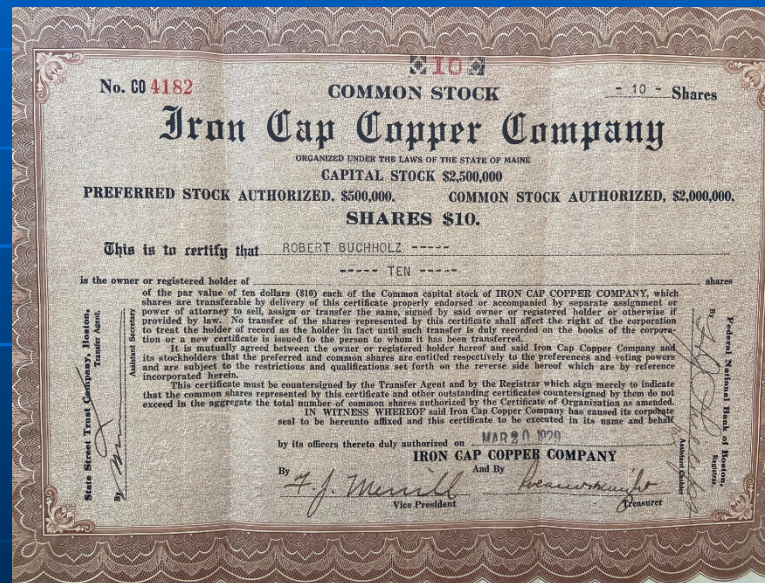 10
No. CO 4182
COMMON STOCK
- 10 - Shares
Iron Cap Copper Company
ORGANIZED UNDER THE LAWS OF THE STATE OF MAINE
CAPITAL STOCK $2,500,000
PREFERRED STOCK AUTHORIZED, $500,000. COMMON STOCK AUTHORIZED, $2,000,000.
SHARES $10.
This is to certify that ROBERT BUCHHOLZ -----
----- TEN -----
is the owner or registered holder of shares
of the par value of ten dollars ($10) each of the Common capital stock of IRON CAP COPPER COMPANY, which
shares are transferable by delivery of this certificate properly endorsed or accompanied by separate assignment or
power of attorney to sell, assign or transfer the same, signed by said owner or registered holder or otherwise if
provided by law. No transfer of the shares represented by this certificate shall affect the right of the corporation
to treat the holder of record as the holder in fact until such transfer is duly recorded on the books of the corpora-
tion or a new certificate is issued to the person to whom it has been transferred.
It is mutually agreed between the owner or registered holder hereof and said Iron Cap Copper Company and
its stockholders that the preferred and common shares are entitled respectively to the preferences and voting powers
and are subject to the restrictions and qualifications set forth on the reverse side hereof which are by reference
incorporated herein.
This certificate must be countersigned by the Transfer Agent and by the Registrar which sign merely to indicate
that the common shares represented by this certificate and other outstanding certificates countersigned by them do not
exceed in the aggregate the total number of common shares authorized by the Certificate of Organization as amended.
IN WITNESS WHEREOF said Iron Cap Copper Company has caused its corporate
seal to be hereunto affixed and this certificate to be executed in its name and behalf
by its officers thereto duly authorized on MAR 20 1929
IRON CAP COPPER COMPANY
By F. J. Merrill And By
Vice President Treasurer
State Street Trust Company, Boston,
Transfer Agent.
By
Assistant Secretary
Federal National Bank of Boston,
Registrar.
By
Assistant Cashier